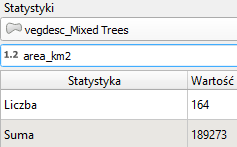 Statystyki
vegdesc_Mixed Trees
1.2 area_km2
Statystyka Wartość
Liczba 164
Suma 189273